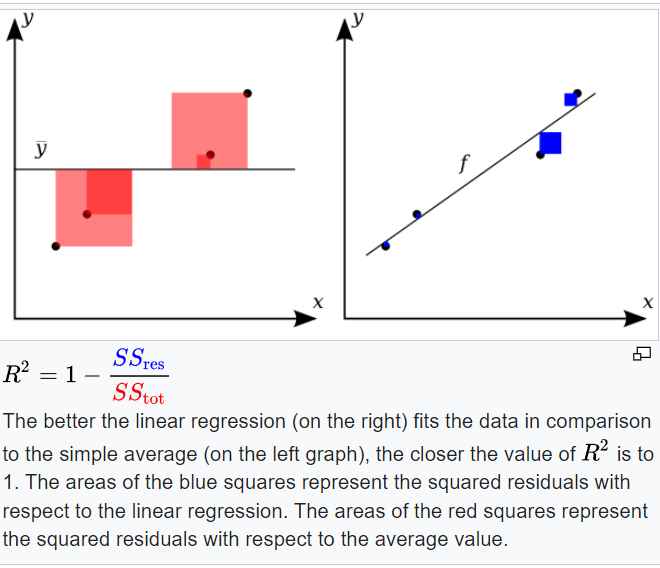 y
y
ȳ
f
x
x
R² = 1 − SSres / SStot
The better the linear regression (on the right) fits the data in comparison
to the simple average (on the left graph), the closer the value of R² is to
1. The areas of the blue squares represent the squared residuals with
respect to the linear regression. The areas of the red squares represent
the squared residuals with respect to the average value.